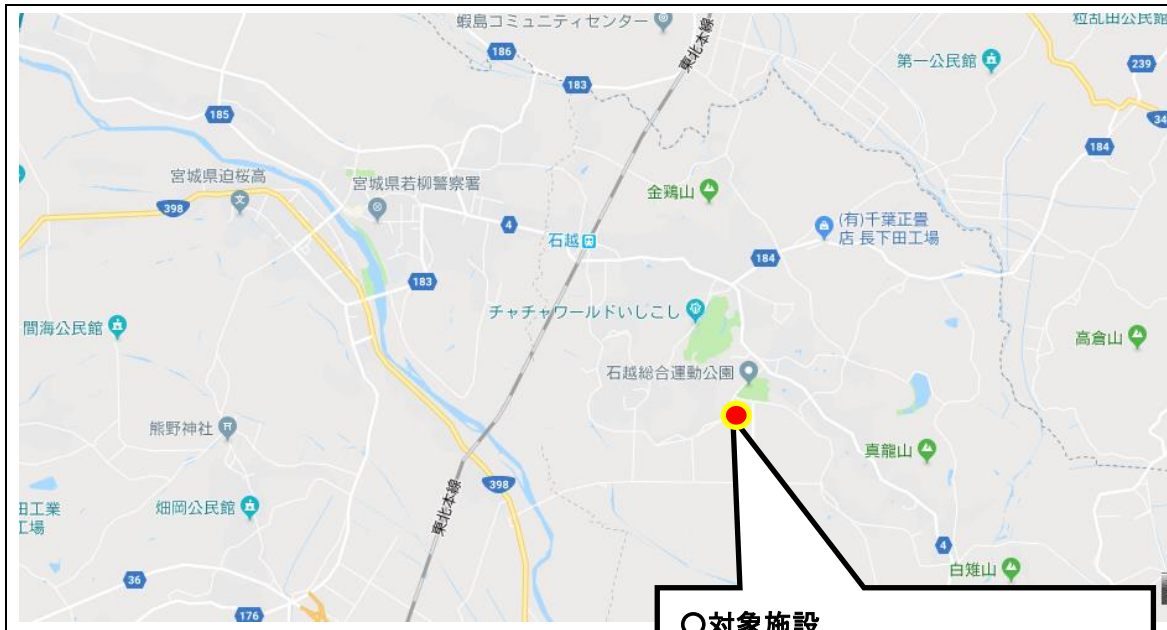 蝦島コミュニティセンター
粒乱田公民館
186
東北本線
第一公民館
239
183
185
34
184
宮城県迫桜高
宮城県若柳警察署
金鶏山
398
4
(有)千葉正畳
店 長下田工場
石越
184
183
チャチャワールドいしこし
間海公民館
高倉山
石越総合運動公園
熊野神社
真龍山
398
東北本線
田工業
工場
畑岡公民館
4
白雉山
36
176
〇対象施設